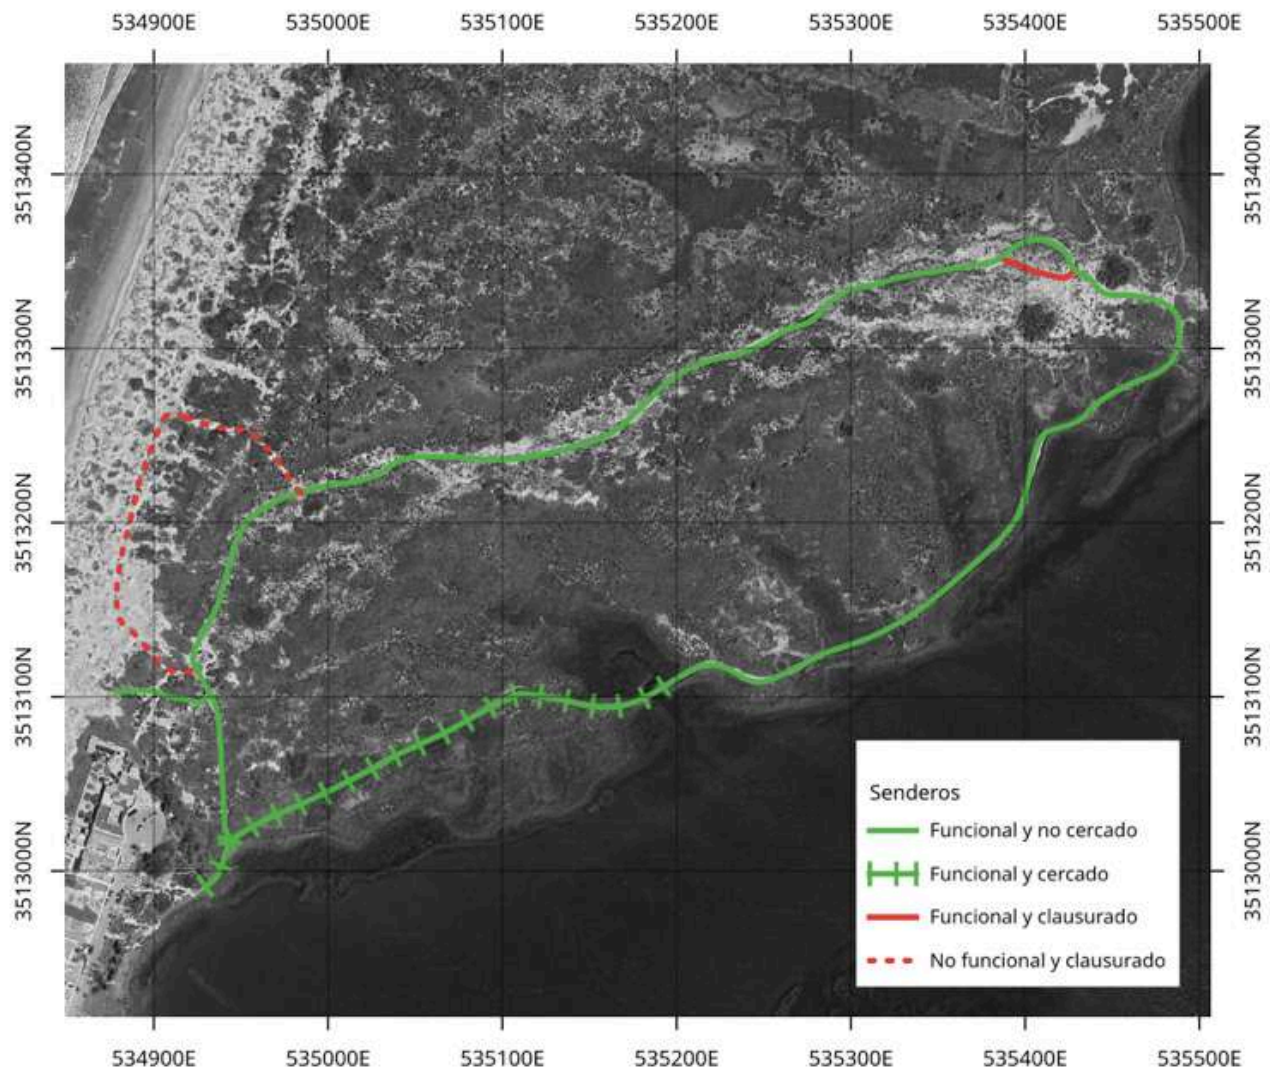 534900E 535000E 535100E 535200E 535300E 535400E 535500E
3513400N 3513400N
3513300N 3513300N
3513200N 3513200N
3513100N 3513100N
3513000N 3513000N
Senderos
Funcional y no cercado
Funcional y cercado
Funcional y clausurado
No funcional y clausurado
534900E 535000E 535100E 535200E 535300E 535400E 535500E